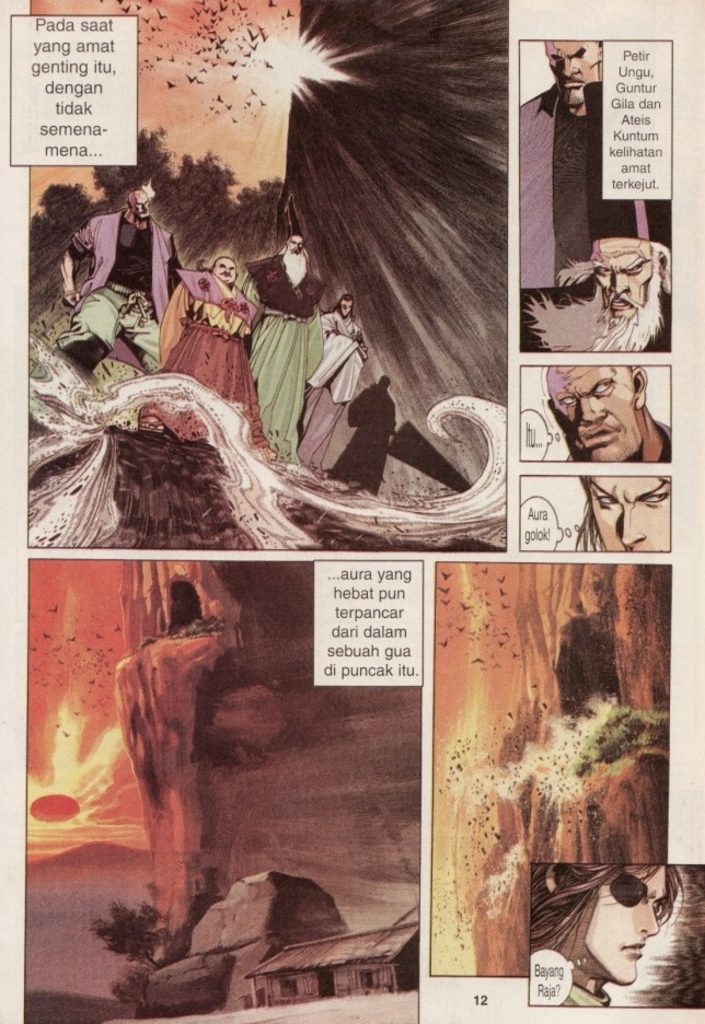 Pada saat
yang amat
genting itu,
dengan
tidak
semena-
mena...
Petir
Ungu,
Guntur
Gila dan
Ateis
Kuntum
kelihatan
amat
terkejut.
Itu...
Aura
golok!
...aura yang
hebat pun
terpancar
dari dalam
sebuah gua
di puncak itu.
Bayang
Raja?
12